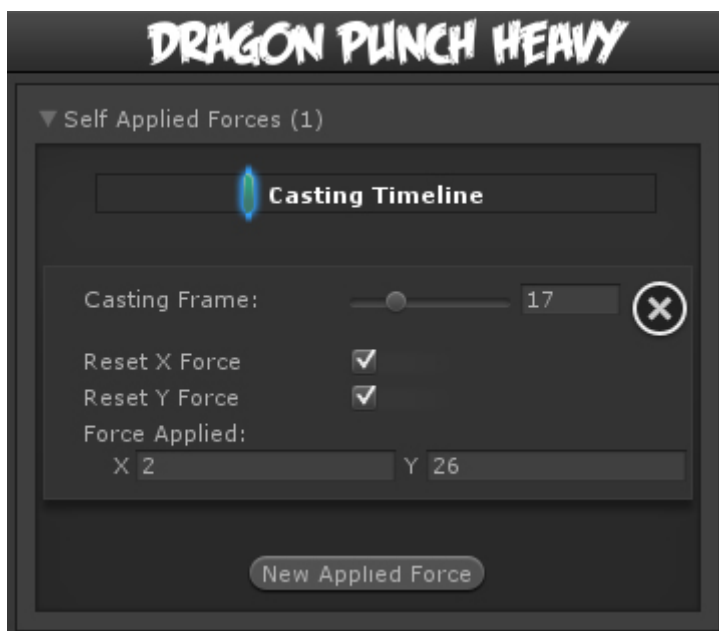 DRAGON PUNCH HEAVY
Self Applied Forces (1)
Casting Timeline
Casting Frame: 17
Reset X Force
Reset Y Force
Force Applied:
X 2 Y 26
New Applied Force